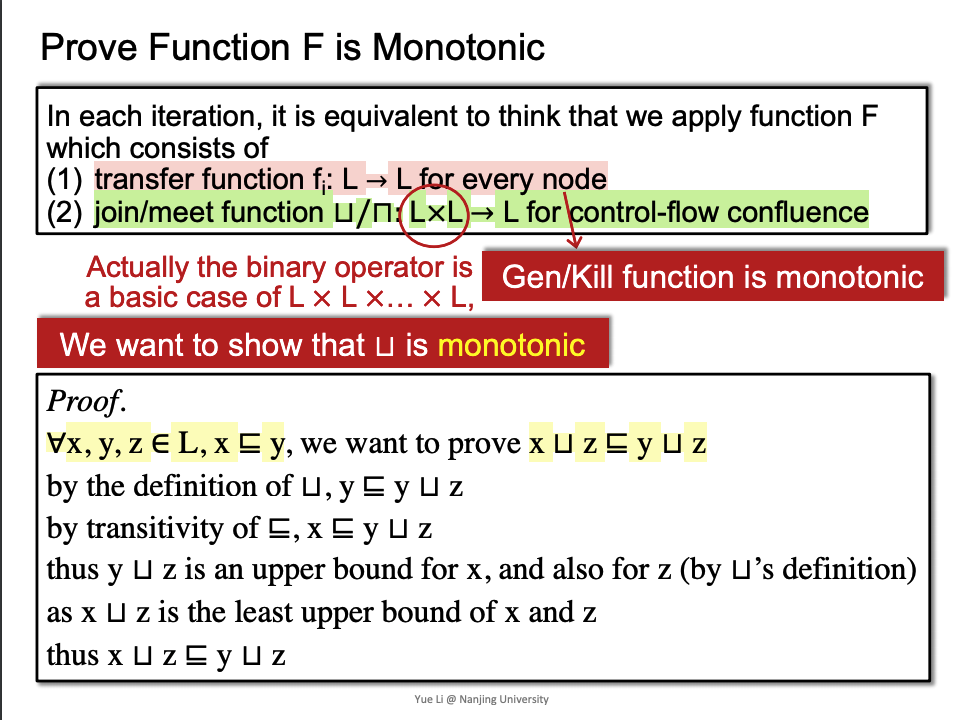 Prove Function F is Monotonic
In each iteration, it is equivalent to think that we apply function F
which consists of
(1) transfer function fᵢ: L → L for every node
(2) join/meet function ⊔/⊓: L×L → L for control-flow confluence
Actually the binary operator is
a basic case of L × L ×… × L,
Gen/Kill function is monotonic
We want to show that ⊔ is monotonic
Proof.
∀x, y, z ∈ L, x ⊑ y, we want to prove x ⊔ z ⊑ y ⊔ z
by the definition of ⊔, y ⊑ y ⊔ z
by transitivity of ⊑, x ⊑ y ⊔ z
thus y ⊔ z is an upper bound for x, and also for z (by ⊔’s definition)
as x ⊔ z is the least upper bound of x and z
thus x ⊔ z ⊑ y ⊔ z
Yue Li @ Nanjing University